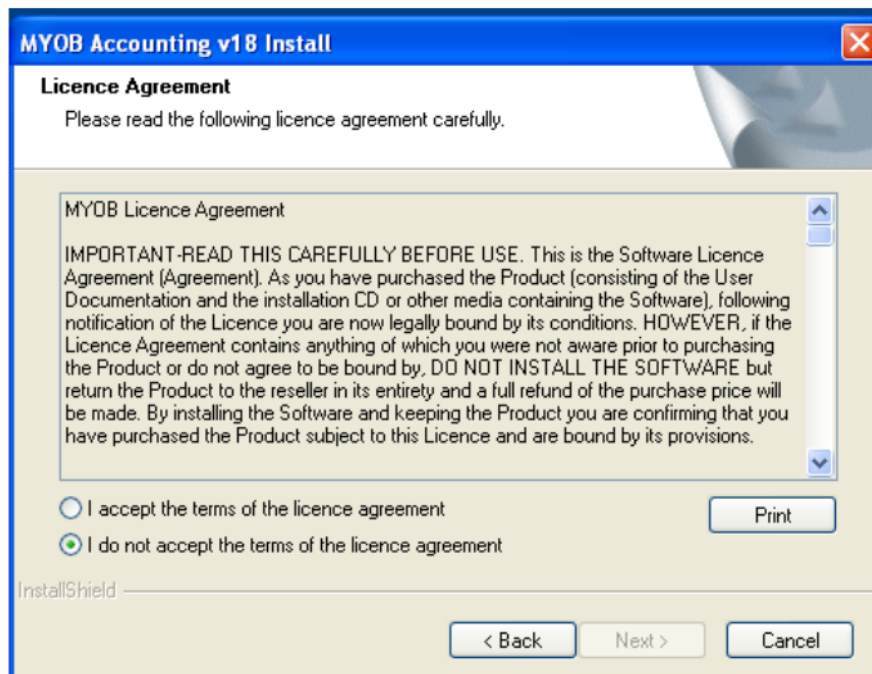 MYOB Accounting v18 Install
Licence Agreement
Please read the following licence agreement carefully.
MYOB Licence Agreement
IMPORTANT-READ THIS CAREFULLY BEFORE USE. This is the Software Licence
Agreement (Agreement). As you have purchased the Product (consisting of the User
Documentation and the installation CD or other media containing the Software), following
notification of the Licence you are now legally bound by its conditions. HOWEVER, if the
Licence Agreement contains anything of which you were not aware prior to purchasing
the Product or do not agree to be bound by, DO NOT INSTALL THE SOFTWARE but
return the Product to the reseller in its entirety and a full refund of the purchase price will
be made. By installing the Software and keeping the Product you are confirming that you
have purchased the Product subject to this Licence and are bound by its provisions.
I accept the terms of the licence agreement
Print
I do not accept the terms of the licence agreement
InstallShield
< Back Next > Cancel